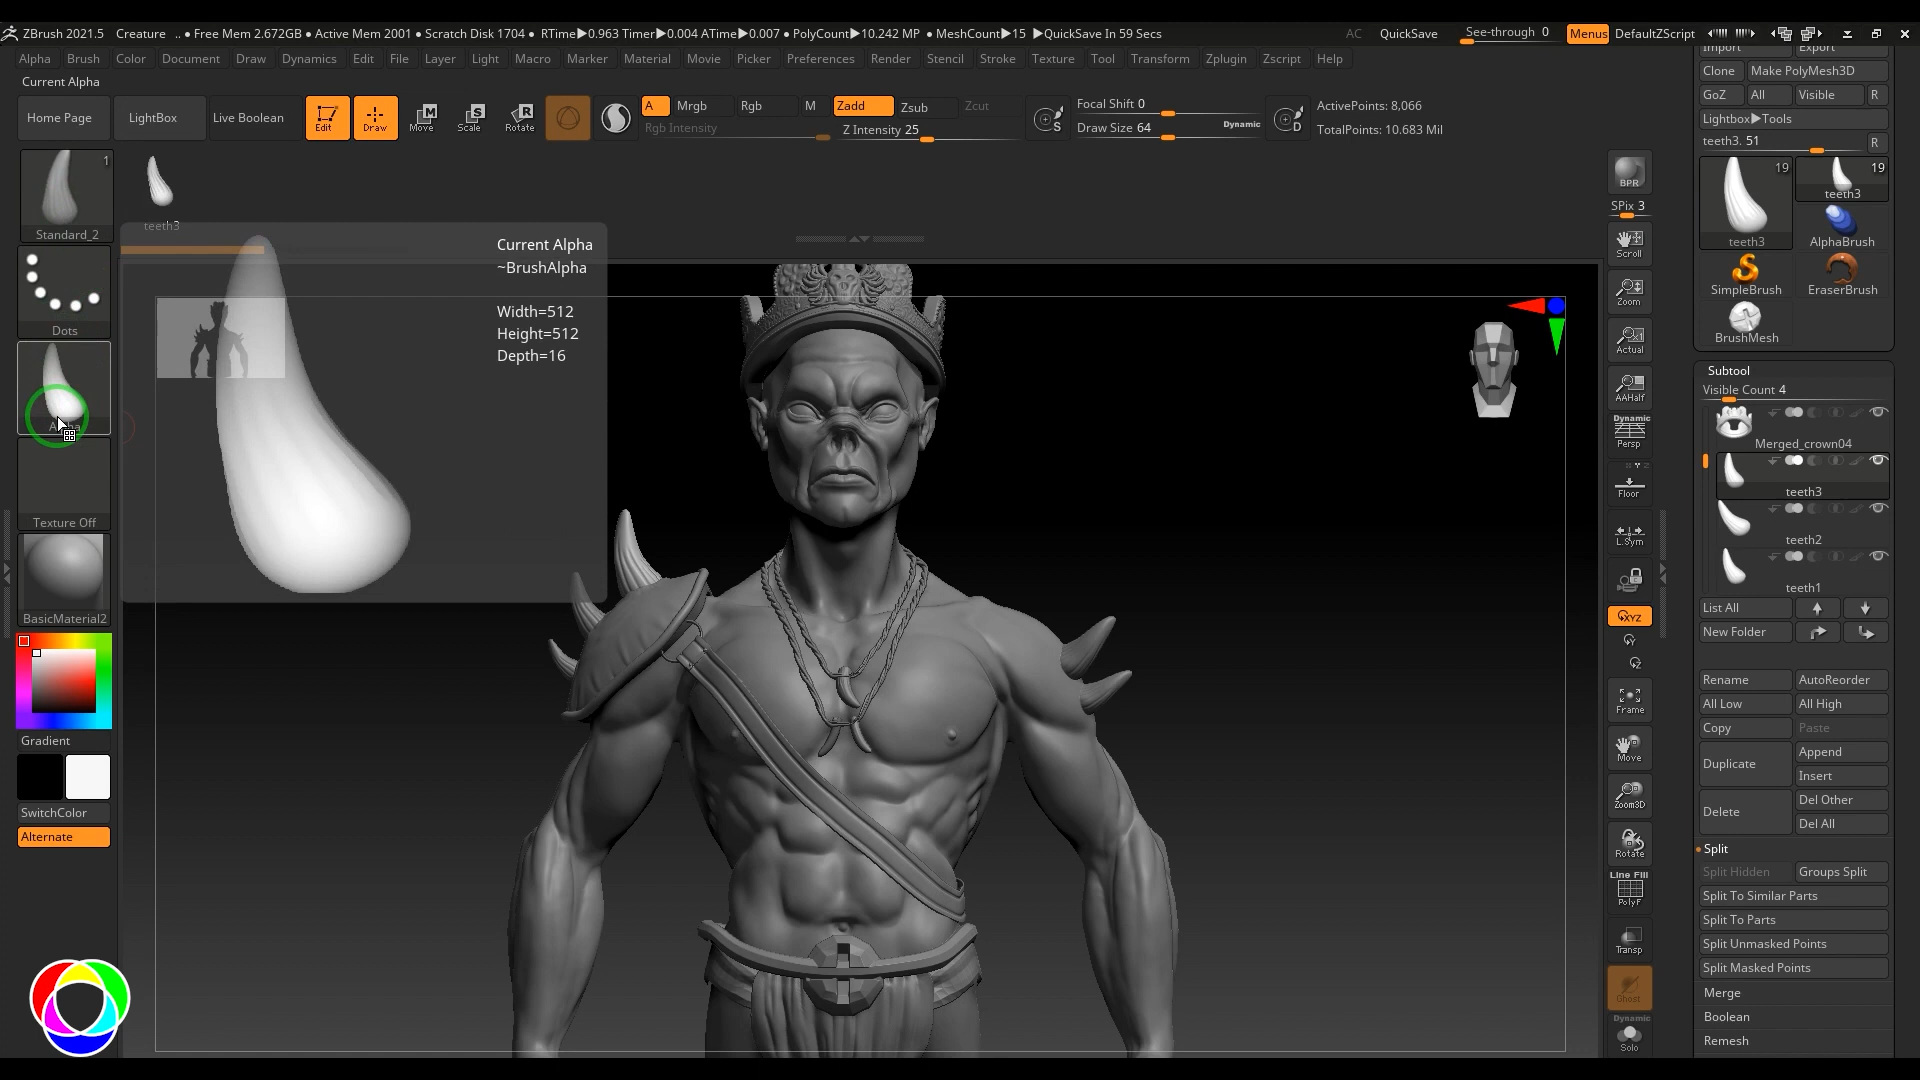 ZBrush 2021.5 Creature .. ● Free Mem 2.672GB ● Active Mem 2001 ● Scratch Disk 1704 ● RTime▶0.963 Timer▶0.004 ATime▶0.007 ● PolyCount▶10.242 MP ● MeshCount▶15 ▶QuickSave In 59 Secs AC QuickSave See-through 0 Menus DefaultZScript
Alpha Brush Color Document Draw Dynamics Edit File Layer Light Macro Marker Material Movie Picker Preferences Render Stencil Stroke Texture Tool Transform Zplugin Zscript Help
Current Alpha
Home Page LightBox Live Boolean Edit Draw Move Scale Rotate
A Mrgb Rgb M Zadd Zsub Zcut
Rgb Intensity Z Intensity 25
S Focal Shift 0
Draw Size 64 Dynamic
D ActivePoints: 8,066
TotalPoints: 10.683 Mil
1
Standard_2
teeth3
Dots
Alpha
Texture Off
BasicMaterial2
Gradient
SwitchColor
Alternate
Current Alpha
~BrushAlpha
Width=512
Height=512
Depth=16
BPR
SPix 3
Scroll
Zoom
Actual
AAHalf
Dynamic
Persp
Floor
L.Sym
XYZ
Y
Z
Frame
Move
Zoom3D
Rotate
Line Fill
PolyF
Transp
Ghost
Dynamic
Solo
Import Export
Clone Make PolyMesh3D
GoZ All Visible R
Lightbox▶Tools
teeth3. 51 R
19 19
teeth3
teeth3 AlphaBrush
SimpleBrush EraserBrush
BrushMesh
Subtool
Visible Count 4
Merged_crown04
teeth3
teeth2
teeth1
List All
New Folder
Rename AutoReorder
All Low All High
Copy Paste
Duplicate Append
Insert
Delete Del Other
Del All
Split
Split Hidden Groups Split
Split To Similar Parts
Split To Parts
Split Unmasked Points
Split Masked Points
Merge
Boolean
Remesh